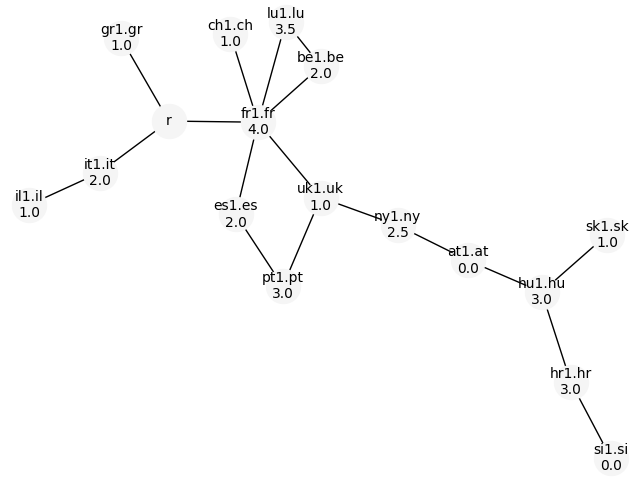 lu1.lu
3.5
ch1.ch
1.0
gr1.gr
1.0
be1.be
2.0
r
fr1.fr
4.0
it1.it
2.0
il1.il
1.0
uk1.uk
1.0
es1.es
2.0
ny1.ny
2.5
sk1.sk
1.0
at1.at
0.0
pt1.pt
3.0
hu1.hu
3.0
hr1.hr
3.0
si1.si
0.0